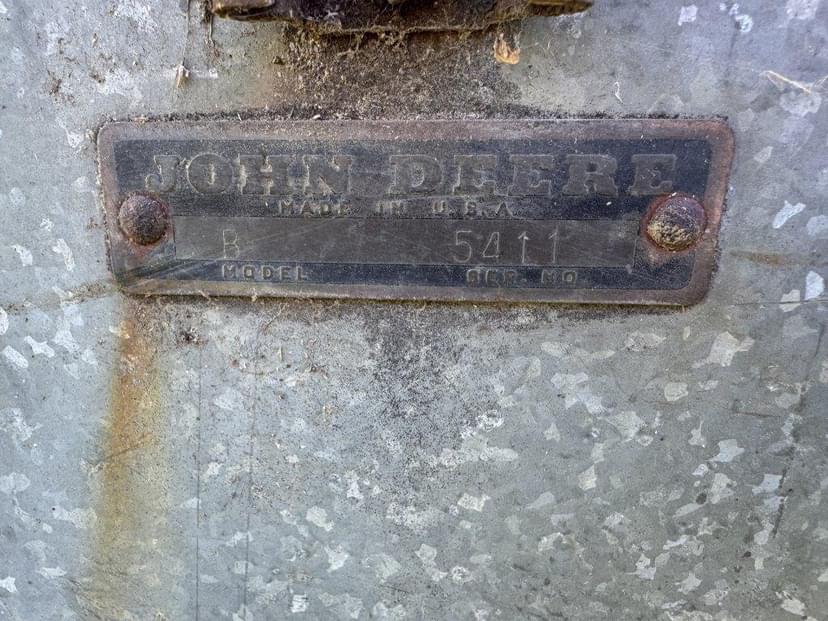 JOHN DEERE
MADE IN U.S.A.
B 5411
MODEL SER. NO.